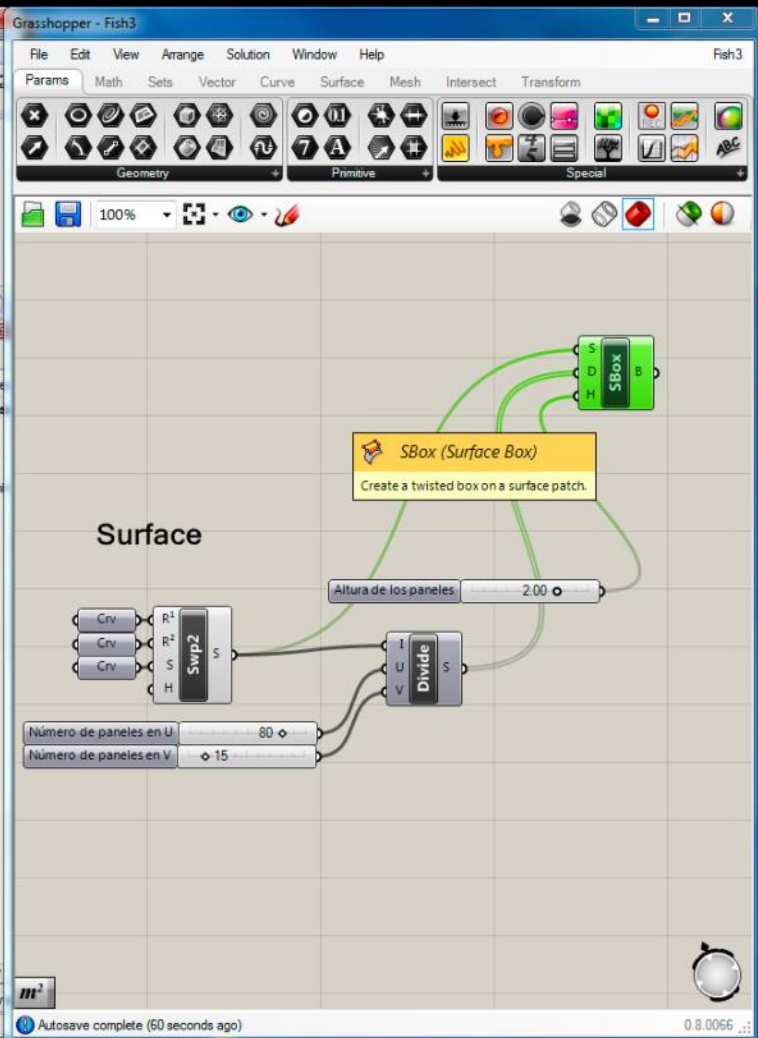 Grasshopper - Fish3
File Edit View Arrange Solution Window Help Fish3
Params Math Sets Vector Curve Surface Mesh Intersect Transform
Geometry Primitive Special
100%
S
D
H
SBox
B
SBox (Surface Box)
Create a twisted box on a surface patch.
Surface
Altura de los paneles 2.00
Crv
Crv
Crv
R¹
R²
S
H
Swp2
S
I
U
V
Divide
S
Número de paneles en U 80
Número de paneles en V 15
m²
Autosave complete (60 seconds ago) 0.8.0066